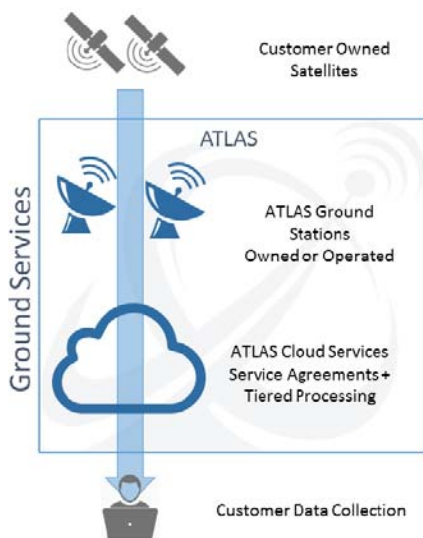 Customer Owned
Satellites
ATLAS
Ground Services
ATLAS Ground
Stations
Owned or Operated
ATLAS Cloud Services
Service Agreements +
Tiered Processing
Customer Data Collection